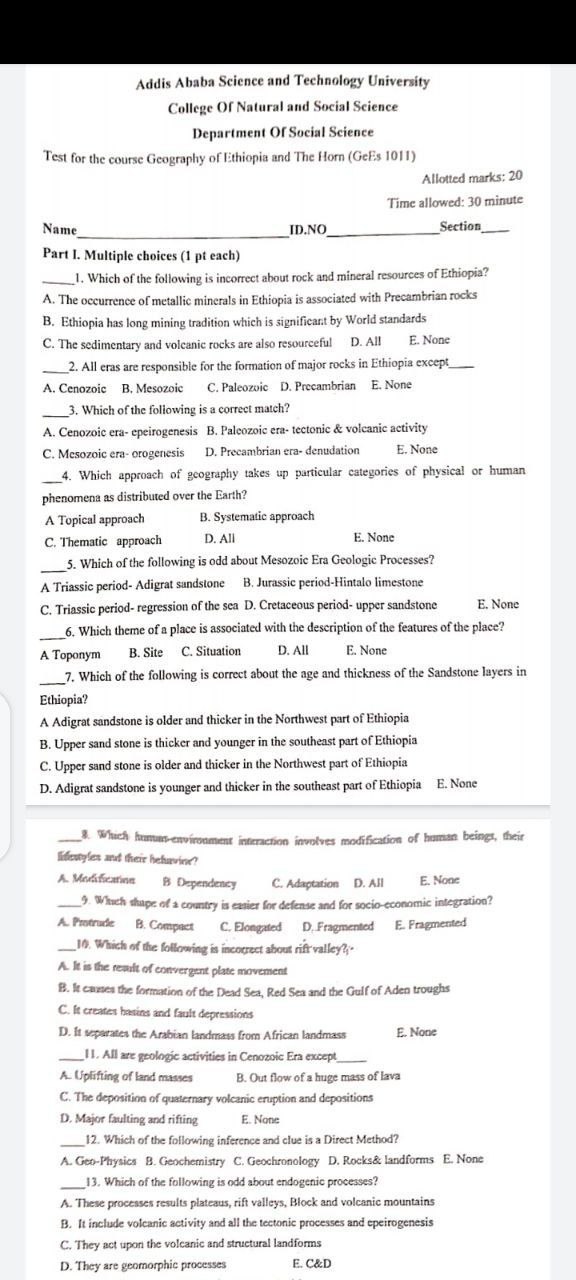 Addis Ababa Science and Technology University
College Of Natural and Social Science
Department Of Social Science
Test for the course Geography of Ethiopia and The Horn (GeEs 1011)
Allotted marks: 20
Time allowed: 30 minute
Name____________________ID.NO__________Section____
Part I. Multiple choices (1 pt each)
____1. Which of the following is incorrect about rock and mineral resources of Ethiopia?
A. The occurrence of metallic minerals in Ethiopia is associated with Precambrian rocks
B. Ethiopia has long mining tradition which is significant by World standards
C. The sedimentary and volcanic rocks are also resourceful D. All E. None
____2. All eras are responsible for the formation of major rocks in Ethiopia except____
A. Cenozoic B. Mesozoic C. Paleozoic D. Precambrian E. None
____3. Which of the following is a correct match?
A. Cenozoic era- epeirogenesis B. Paleozoic era- tectonic & volcanic activity
C. Mesozoic era- orogenesis D. Precambrian era- denudation E. None
____4. Which approach of geography takes up particular categories of physical or human
phenomena as distributed over the Earth?
A Topical approach B. Systematic approach
C. Thematic approach D. All E. None
____5. Which of the following is odd about Mesozoic Era Geologic Processes?
A Triassic period- Adigrat sandstone B. Jurassic period-Hintalo limestone
C. Triassic period- regression of the sea D. Cretaceous period- upper sandstone E. None
____6. Which theme of a place is associated with the description of the features of the place?
A Toponym B. Site C. Situation D. All E. None
____7. Which of the following is correct about the age and thickness of the Sandstone layers in
Ethiopia?
A Adigrat sandstone is older and thicker in the Northwest part of Ethiopia
B. Upper sand stone is thicker and younger in the southeast part of Ethiopia
C. Upper sand stone is older and thicker in the Northwest part of Ethiopia
D. Adigrat sandstone is younger and thicker in the southeast part of Ethiopia E. None
____8. Which human-environment interaction involves modification of human beings, their
lifestyles and their behavior?
A. Modification B Dependency C. Adaptation D. All E. None
____9. Which shape of a country is easier for defense and for socio-economic integration?
A. Protrude B. Compact C. Elongated D. Fragmented E. Fragmented
____10. Which of the following is incorrect about rift valley?
A. It is the result of convergent plate movement
B. It causes the formation of the Dead Sea, Red Sea and the Gulf of Aden troughs
C. It creates basins and fault depressions
D. It separates the Arabian landmass from African landmass E. None
____11. All are geologic activities in Cenozoic Era except_____
A. Uplifting of land masses B. Out flow of a huge mass of lava
C. The deposition of quaternary volcanic eruption and depositions
D. Major faulting and rifting E. None
____12. Which of the following inference and clue is a Direct Method?
A. Geo-Physics B. Geochemistry C. Geochronology D. Rocks& landforms E. None
____13. Which of the following is odd about endogenic processes?
A. These processes results plateaus, rift valleys, Block and volcanic mountains
B. It include volcanic activity and all the tectonic processes and epeirogenesis
C. They act upon the volcanic and structural landforms
D. They are geomorphic processes E. C&D